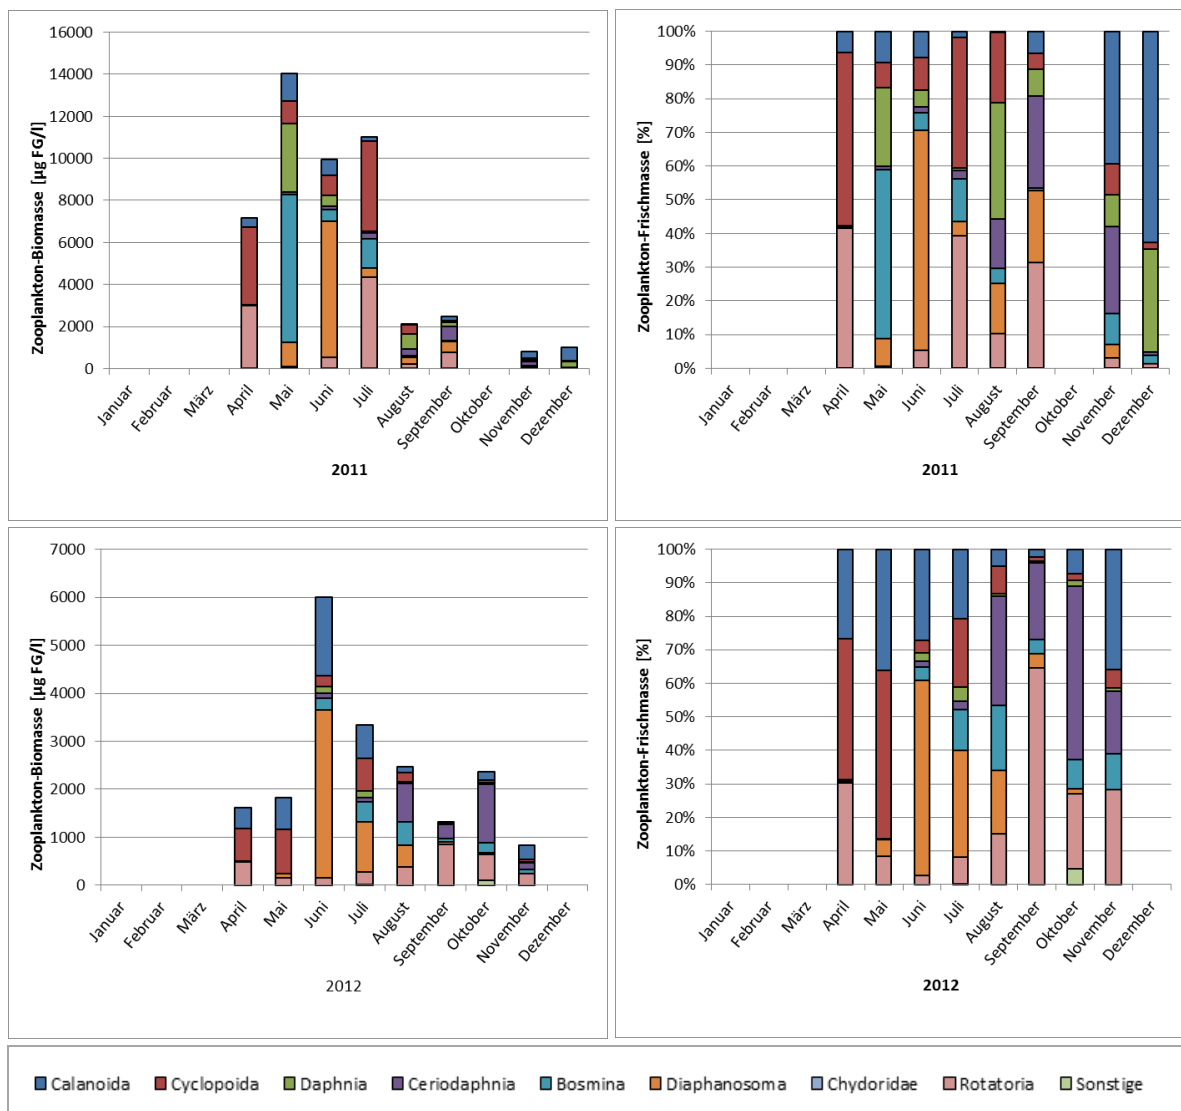 Zooplankton-Biomasse [µg FG/l]
16000
14000
12000
10000
8000
6000
4000
2000
0
Januar
Februar
März
April
Mai
Juni
Juli
August
September
Oktober
November
Dezember
2011
Zooplankton-Frischmasse [%]
100%
90%
80%
70%
60%
50%
40%
30%
20%
10%
0%
Januar
Februar
März
April
Mai
Juni
Juli
August
September
Oktober
November
Dezember
2011
Zooplankton-Biomasse [µg FG/l]
7000
6000
5000
4000
3000
2000
1000
0
Januar
Februar
März
April
Mai
Juni
Juli
August
September
Oktober
November
Dezember
2012
Zooplankton-Frischmasse [%]
100%
90%
80%
70%
60%
50%
40%
30%
20%
10%
0%
Januar
Februar
März
April
Mai
Juni
Juli
August
September
Oktober
November
Dezember
2012
Calanoida Cyclopoida Daphnia Ceriodaphnia Bosmina Diaphanosoma Chydoridae Rotatoria Sonstige